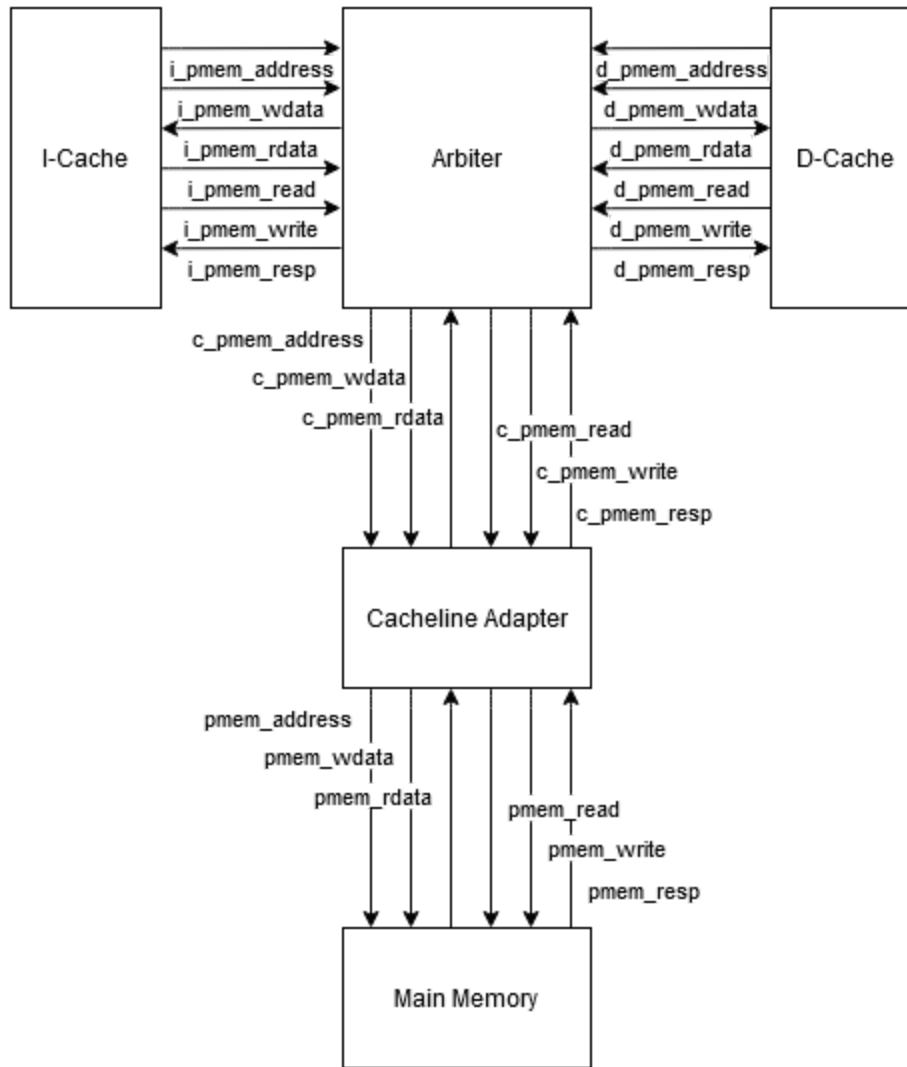 i_pmem_address
d_pmem_address
i_pmem_wdata
d_pmem_wdata
I-Cache
i_pmem_rdata
Arbiter
d_pmem_rdata
D-Cache
i_pmem_read
d_pmem_read
i_pmem_write
d_pmem_write
i_pmem_resp
d_pmem_resp
c_pmem_address
c_pmem_wdata
c_pmem_rdata
c_pmem_read
c_pmem_write
c_pmem_resp
Cacheline Adapter
pmem_address
pmem_wdata
pmem_rdata
pmem_read
pmem_write
pmem_resp
Main Memory